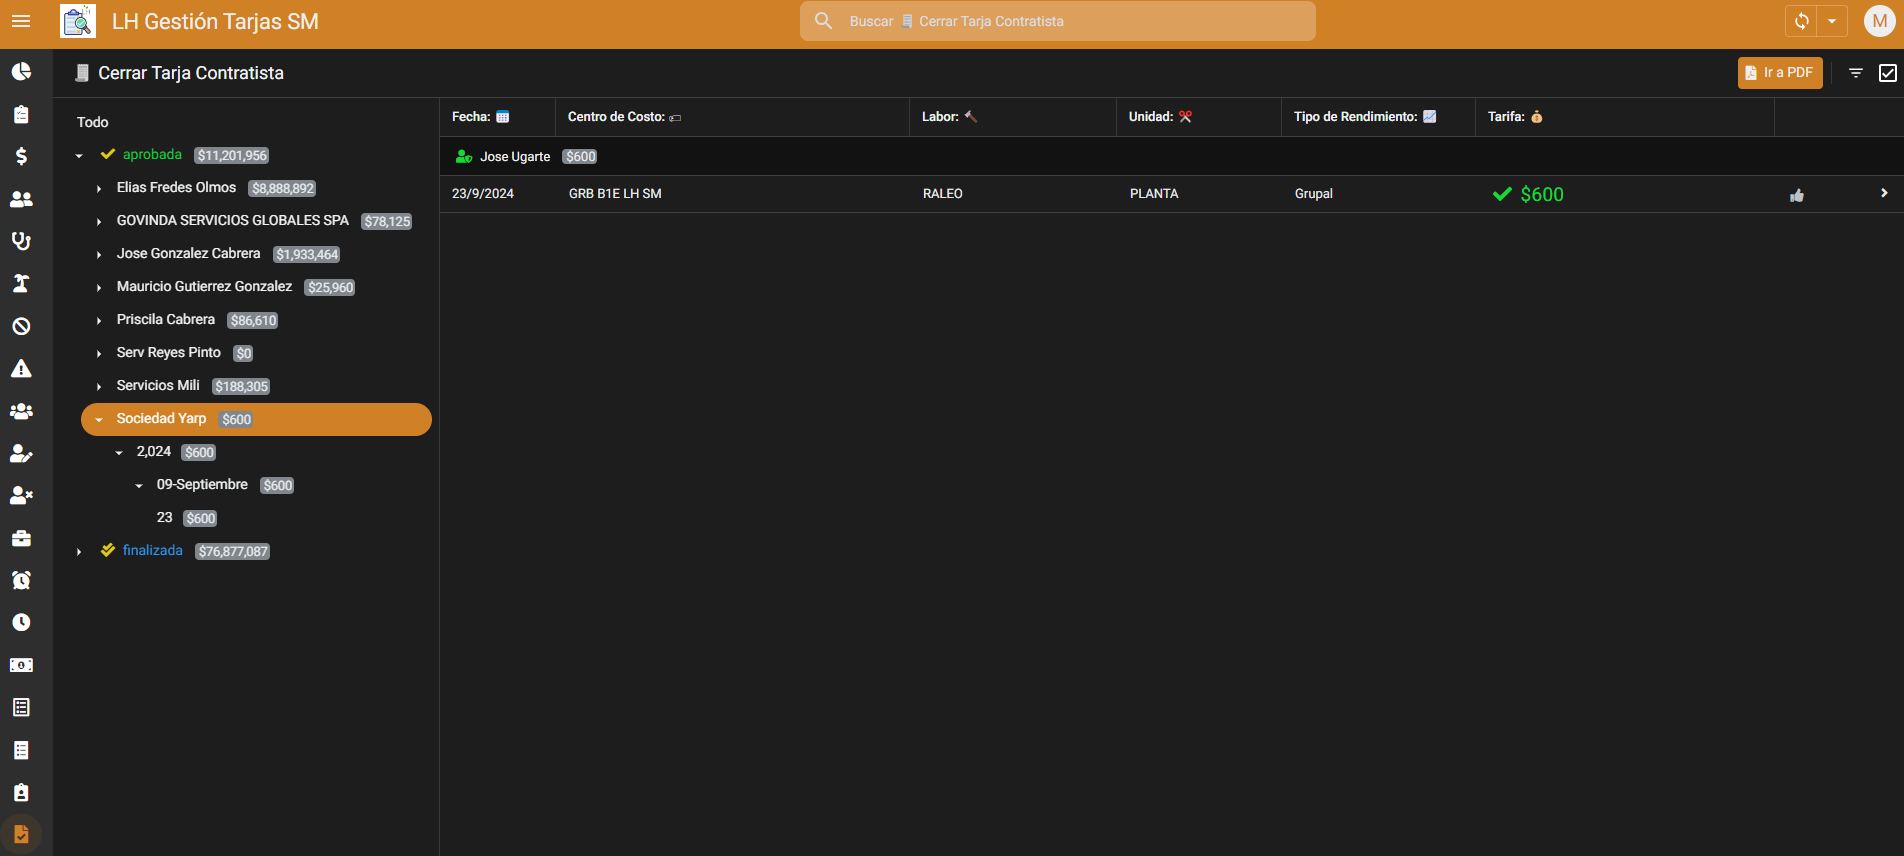 LH Gestión Tarjas SM
Buscar Cerrar Tarja Contratista
M
Cerrar Tarja Contratista
Ir a PDF
Todo
aprobada $11,201,956
Elias Fredes Olmos $8,888,892
GOVINDA SERVICIOS GLOBALES SPA $78,125
Jose Gonzalez Cabrera $1,933,464
Mauricio Gutierrez Gonzalez $25,960
Priscila Cabrera $86,610
Serv Reyes Pinto $0
Servicios Mili $188,305
Sociedad Yarp $600
2,024 $600
09-Septiembre $600
23 $600
finalizada $76,877,087
Fecha: Centro de Costo: Labor: Unidad: Tipo de Rendimiento: Tarifa:
Jose Ugarte $600
23/9/2024 GRB B1E LH SM RALEO PLANTA Grupal $600